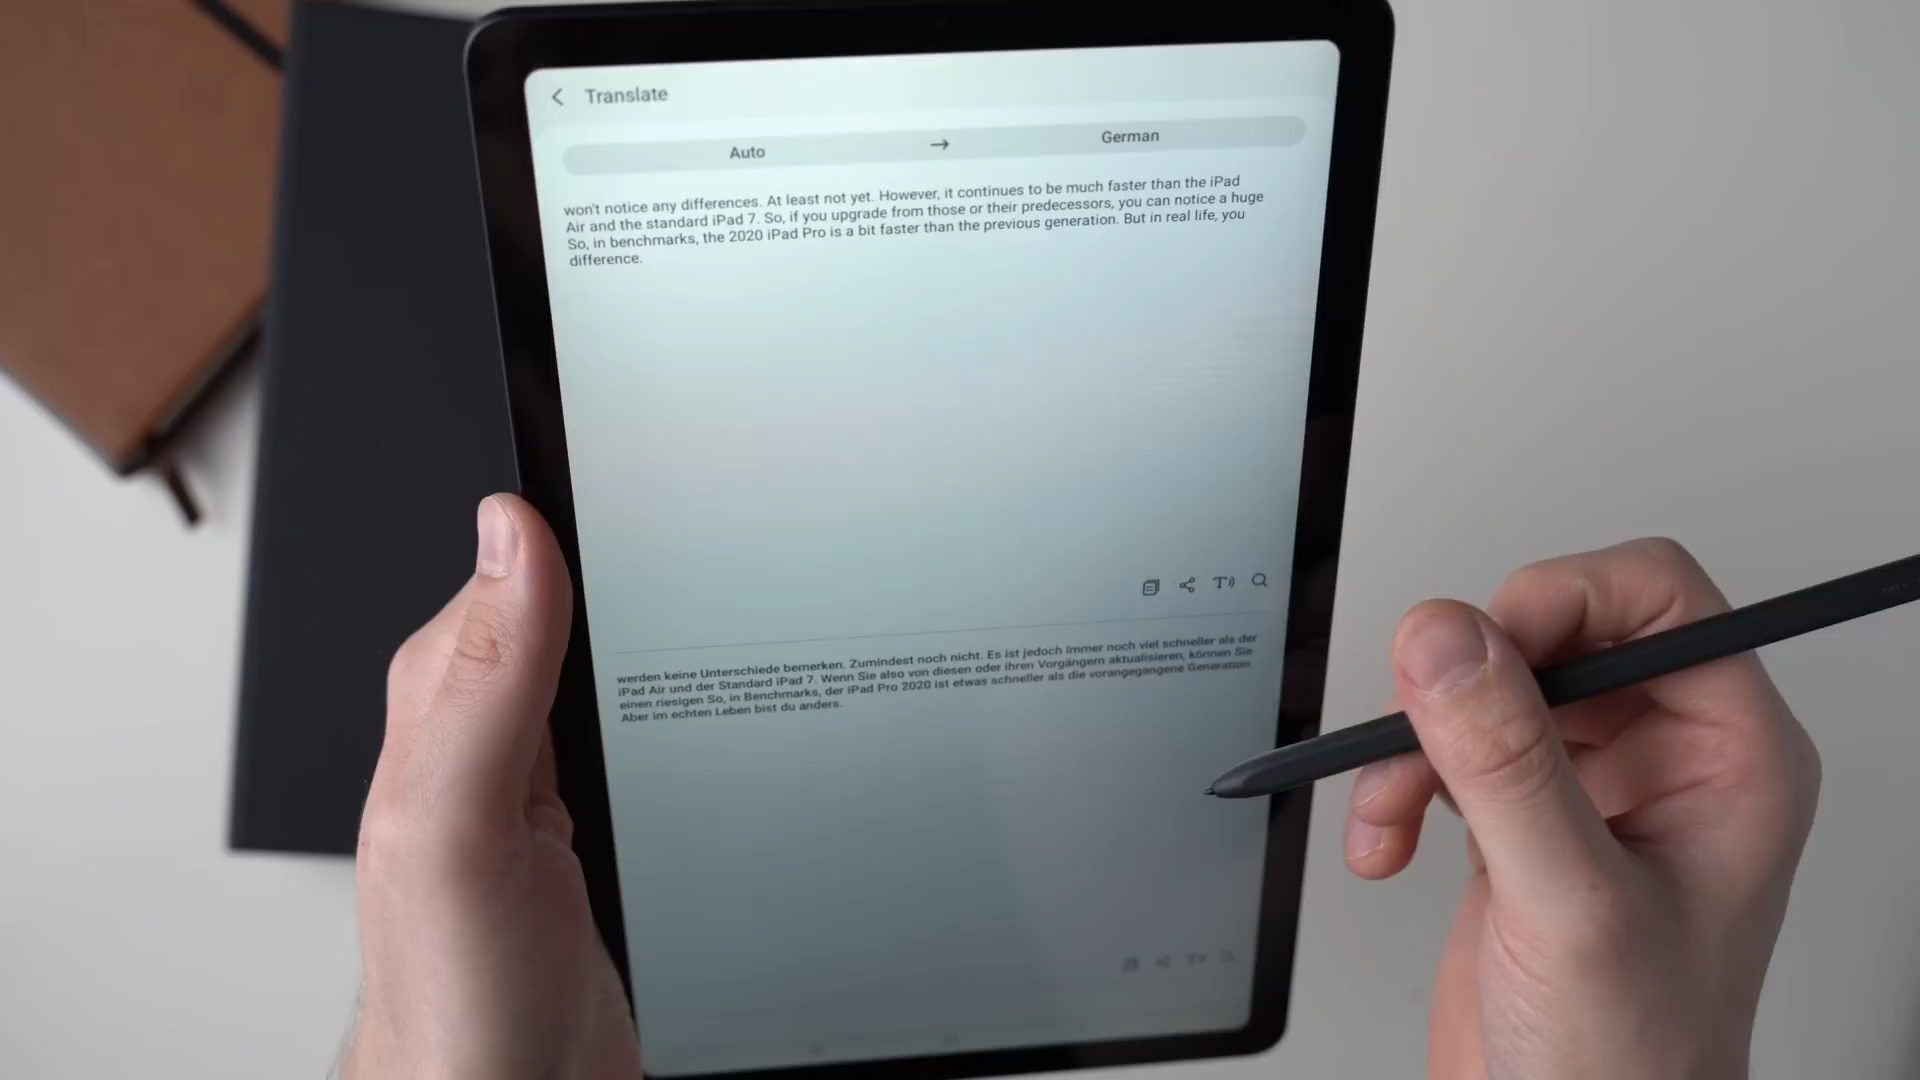 Translate
Auto → German
won't notice any differences. At least not yet. However, it continues to be much faster than the iPad
Air and the standard iPad 7. So, if you upgrade from those or their predecessors, you can notice a huge
So, in benchmarks, the 2020 iPad Pro is a bit faster than the previous generation. But in real life, you
difference.
werden keine Unterschiede bemerken. Zumindest noch nicht. Es ist jedoch immer noch viel schneller als der
iPad Air und der Standard iPad 7. Wenn Sie also von diesen oder ihren Vorgängern aktualisieren, können Sie
einen riesigen So, in Benchmarks, der iPad Pro 2020 ist etwas schneller als die vorangegangene Generation.
Aber im echten Leben bist du anders.